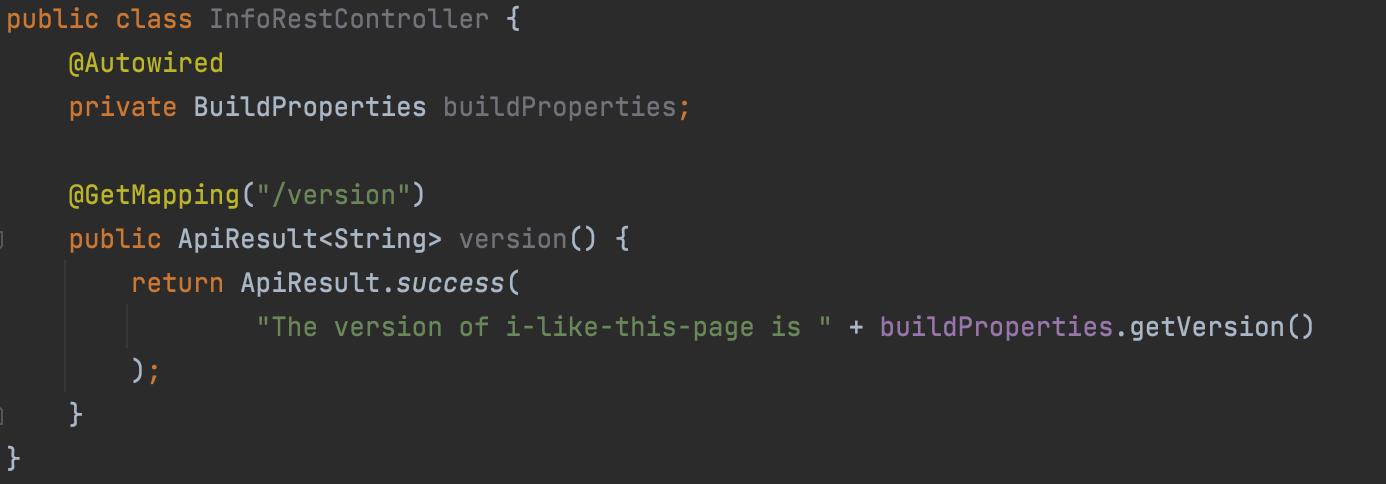 public class InfoRestController {
@Autowired
private BuildProperties buildProperties;
@GetMapping("/version")
public ApiResult<String> version() {
return ApiResult.success(
"The version of i-like-this-page is " + buildProperties.getVersion()
);
}
}